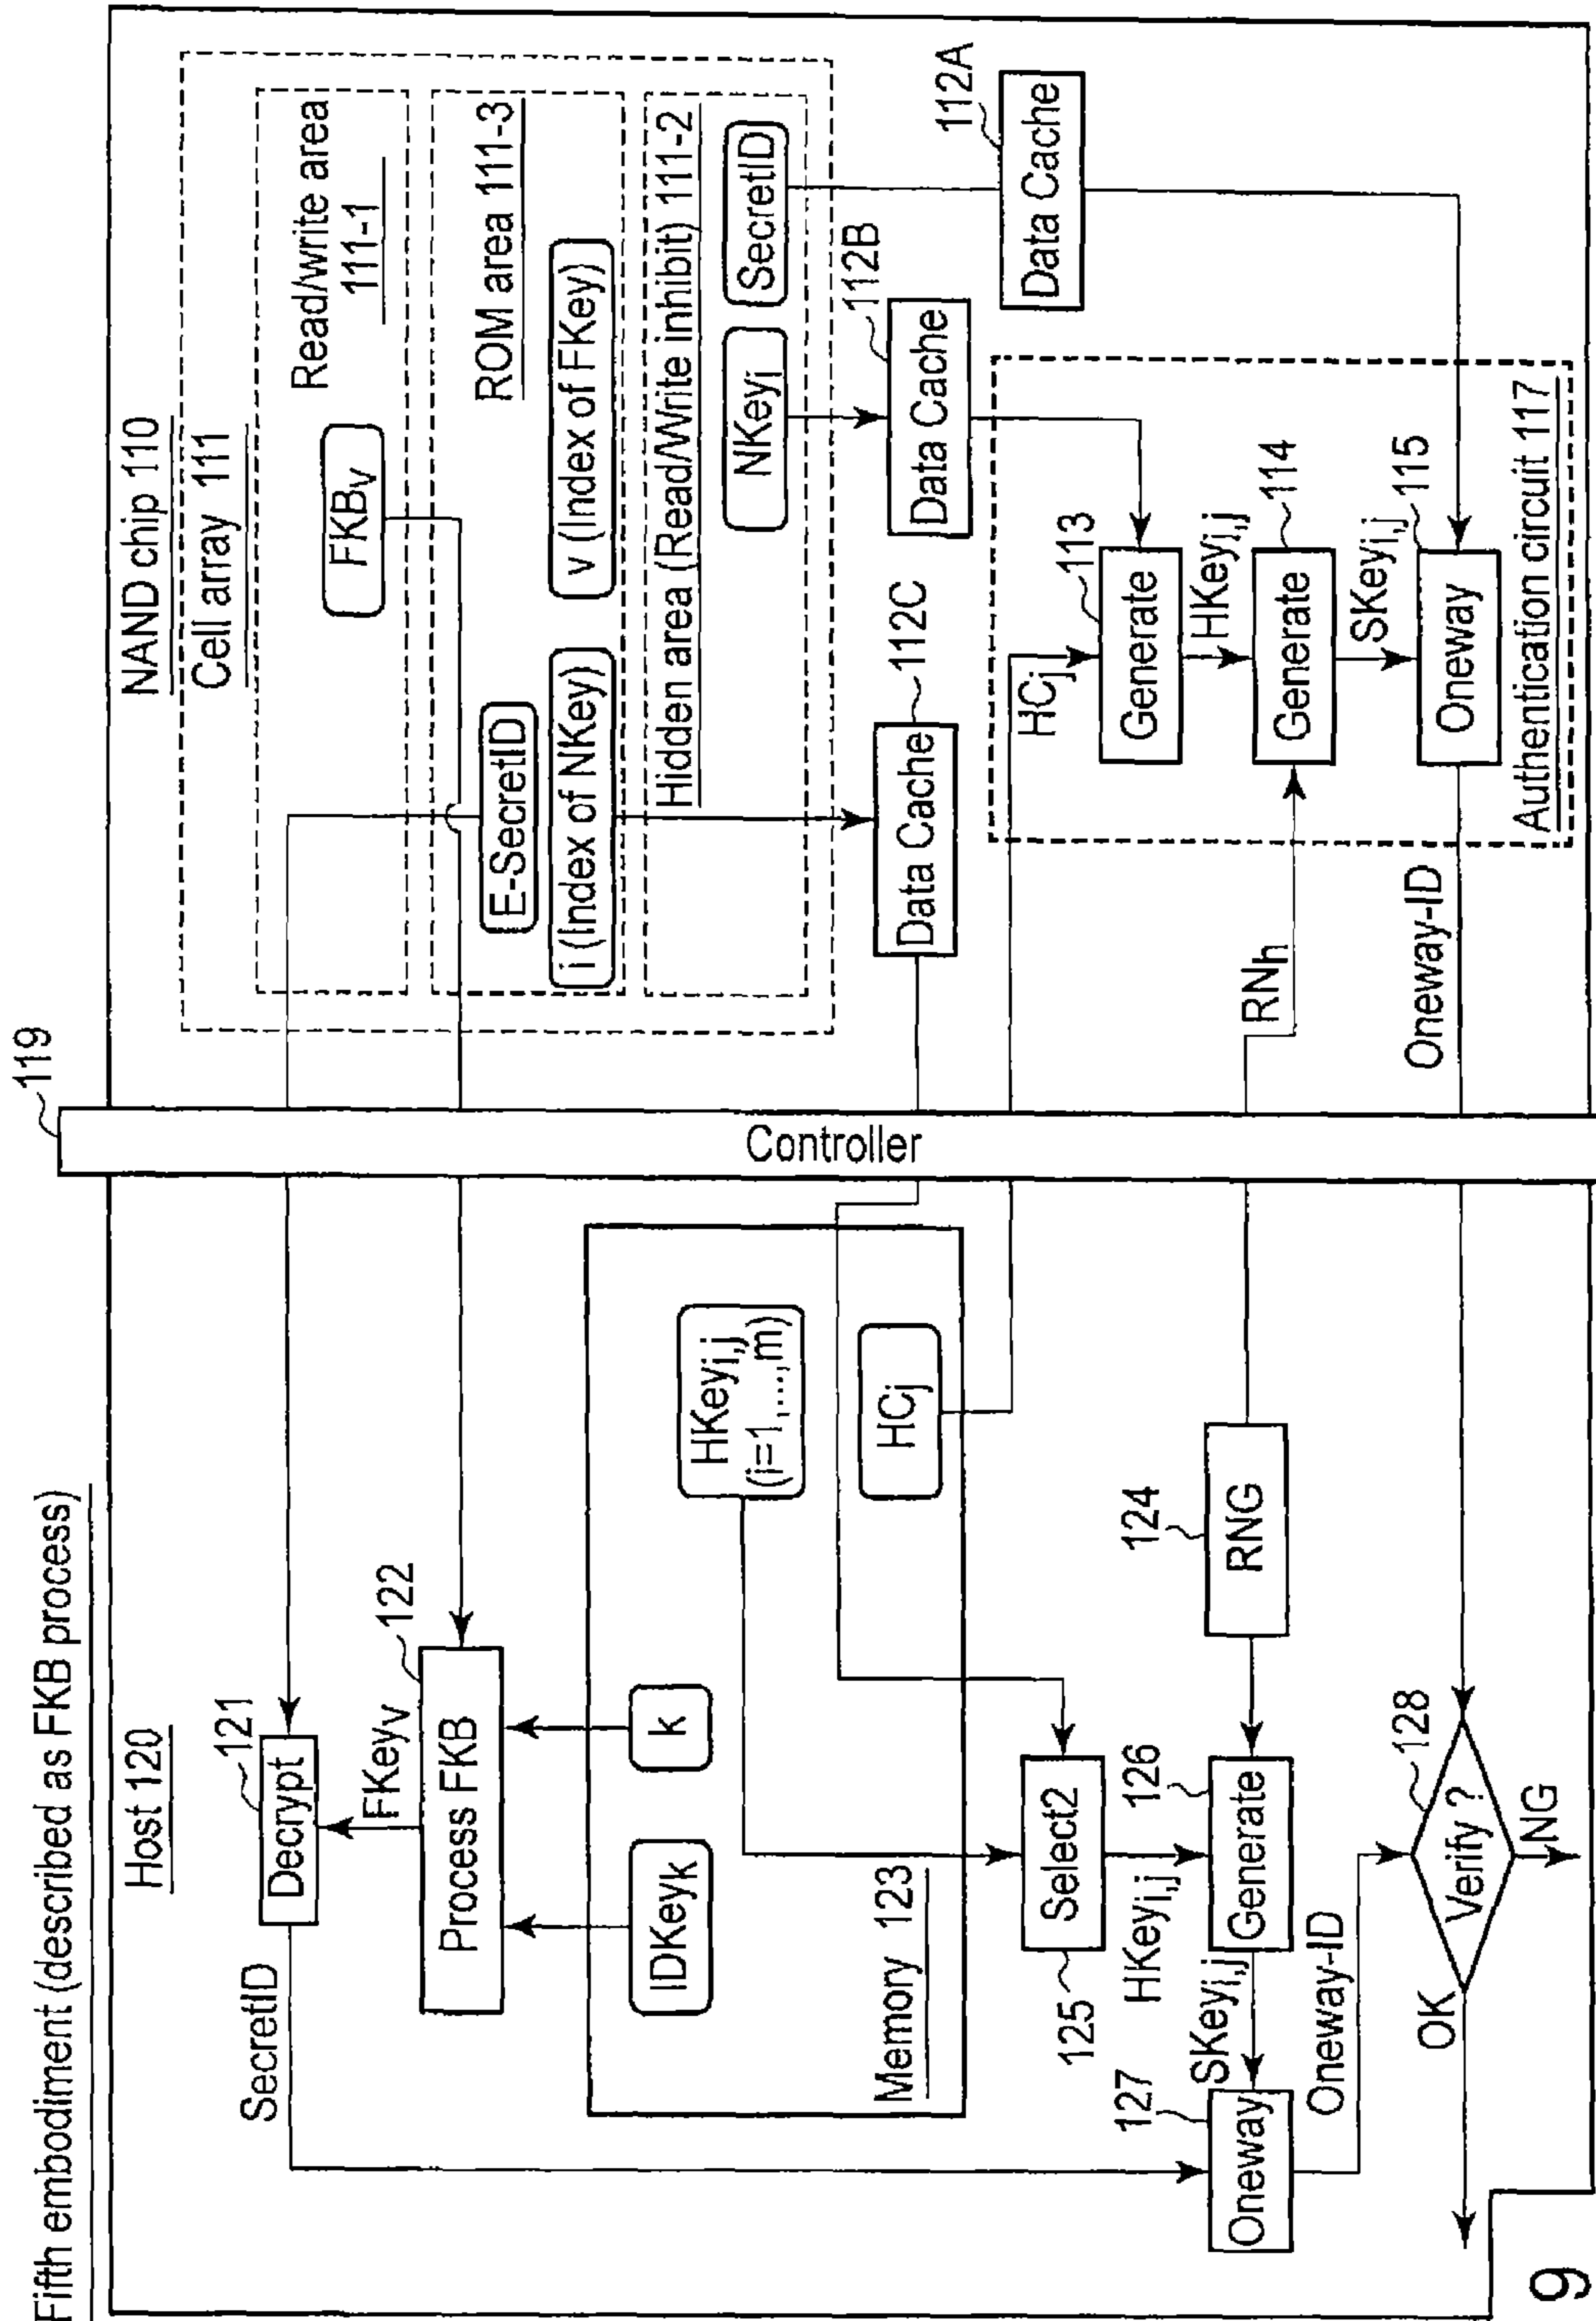 Fifth embodiment (described as FKB process)
119
Host 120
NAND chip 110
Cell array 111
Read/write area
111-1
FKBv
ROM area 111-3
E-SecretID
i (Index of NKey)
v (Index of FKey)
Hidden area (Read/Write inhibit) 111-2
NKeyi
SecretID
Data Cache
112C
Data Cache
112B
Data Cache
112A
HCj
113
Generate
HKeyi,j
114
Generate
SKeyi,j
115
Oneway
Authentication circuit 117
RNh
Oneway-ID
Controller
SecretID
121
Decrypt
FKeyv
122
Process FKB
IDKeyk
k
HKeyi,j
(i=1,...,m)
HCj
Memory 123
Select2
125
HKeyi,j
124
RNG
126
Generate
SKeyi,j
127
Oneway
Oneway-ID
128
Verify ?
OK
NG
9